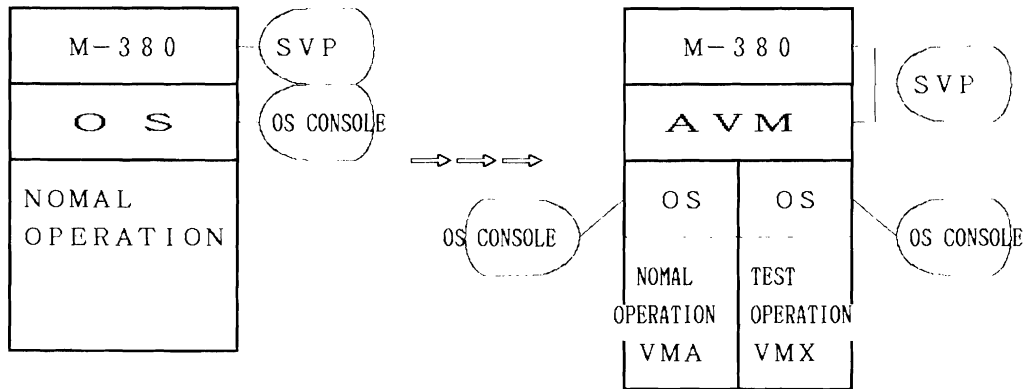 M-380
SVP
OS
OS CONSOLE
NOMAL
OPERATION
M-380
SVP
AVM
OS
OS
OS CONSOLE
OS CONSOLE
NOMAL
OPERATION
VMA
TEST
OPERATION
VMX